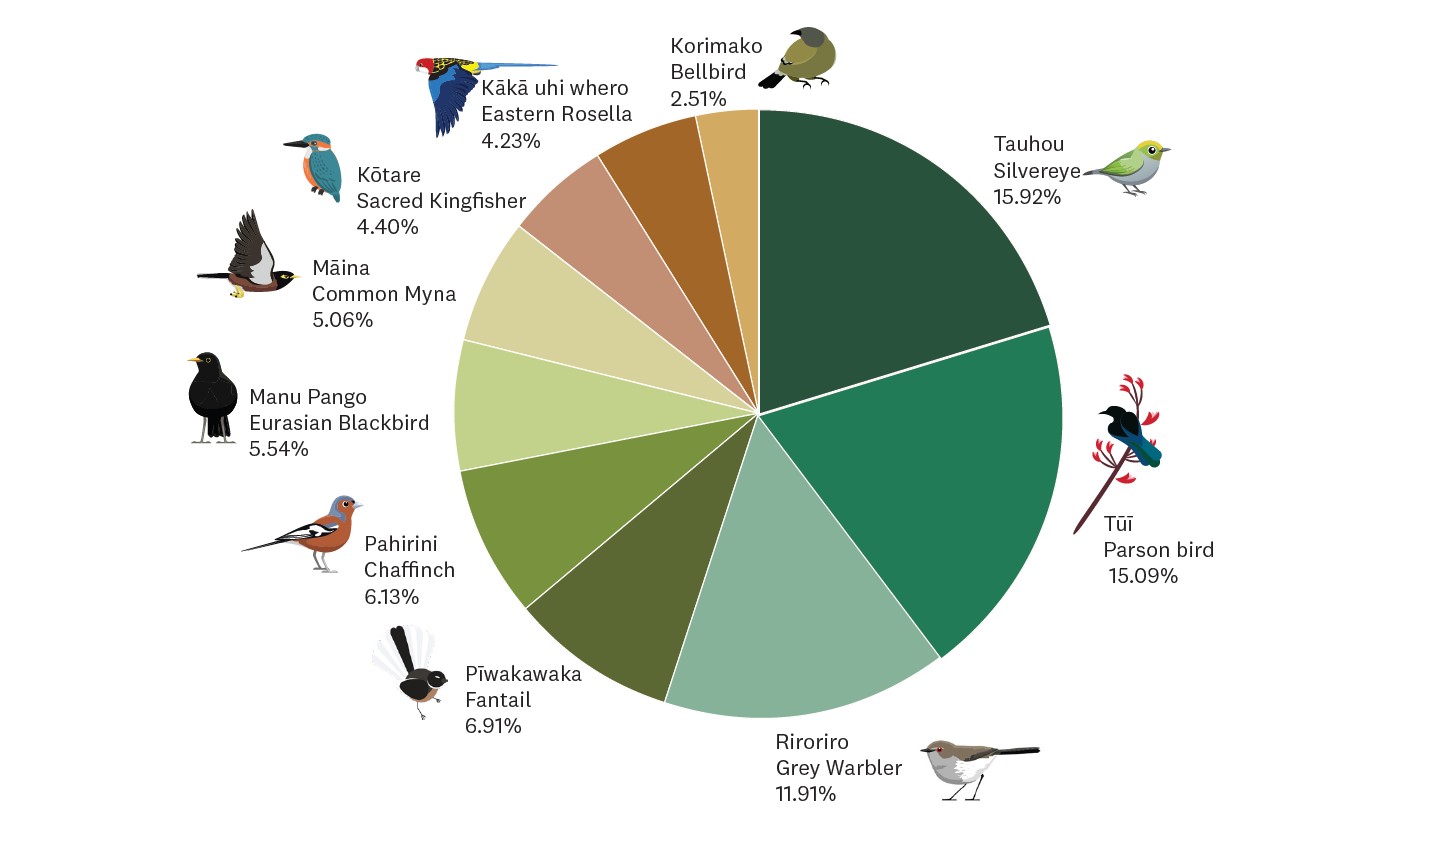 Korimako
Bellbird
2.51%
Tauhou
Silvereye
15.92%
Tūī
Parson bird
15.09%
Riroriro
Grey Warbler
11.91%
Pīwakawaka
Fantail
6.91%
Pahirini
Chaffinch
6.13%
Manu Pango
Eurasian Blackbird
5.54%
Māina
Common Myna
5.06%
Kōtare
Sacred Kingfisher
4.40%
Kākā uhi whero
Eastern Rosella
4.23%